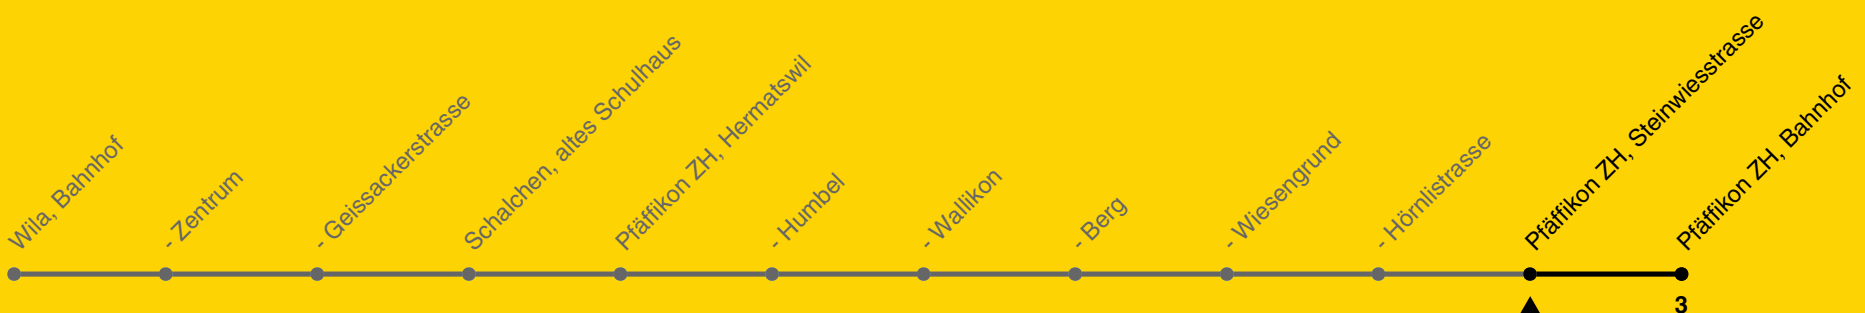 Wila, Bahnhof
- Zentrum
- Geissackerstrasse
Schalchen, altes Schulhaus
Pfäffikon ZH, Hermatswil
- Humbel
- Wallikon
- Berg
- Wiesengrund
- Hörnlistrasse
Pfäffikon ZH, Steinwiesstrasse
Pfäffikon ZH, Bahnhof
3